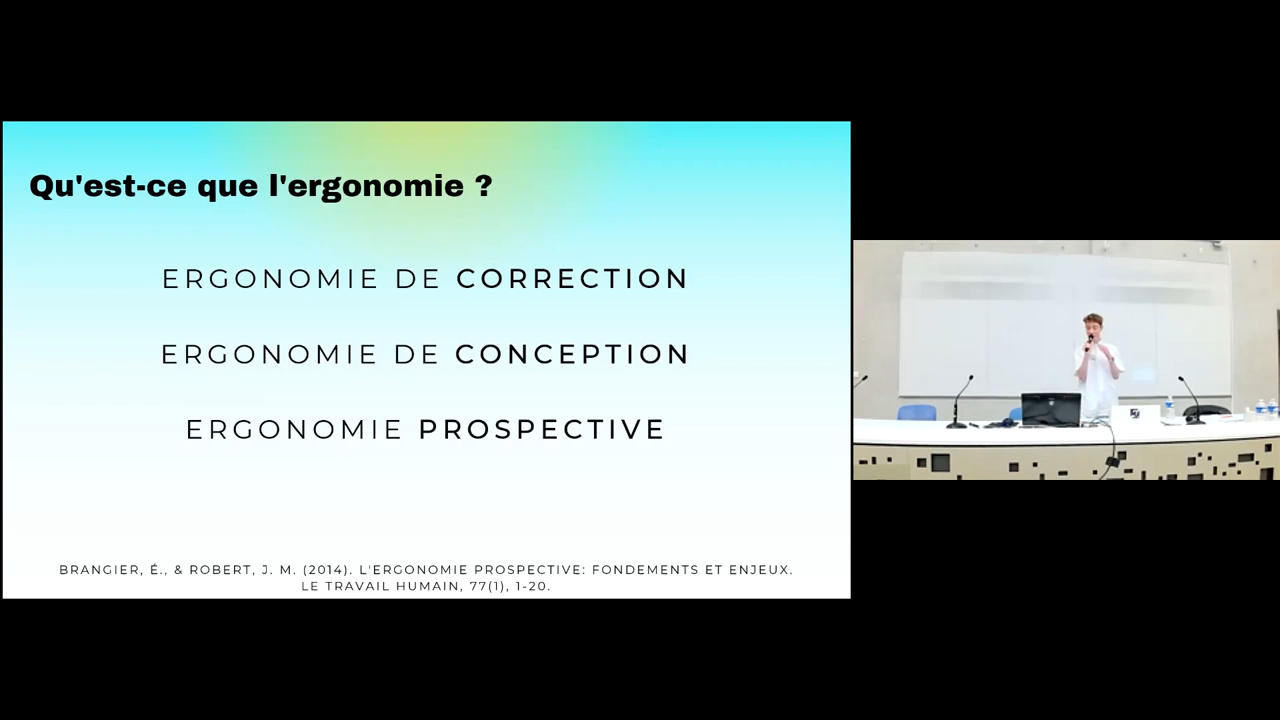 Qu'est-ce que l'ergonomie ?
ERGONOMIE DE CORRECTION
ERGONOMIE DE CONCEPTION
ERGONOMIE PROSPECTIVE
BRANGIER, É., & ROBERT, J. M. (2014). L'ERGONOMIE PROSPECTIVE: FONDEMENTS ET ENJEUX.
LE TRAVAIL HUMAIN, 77(1), 1-20.